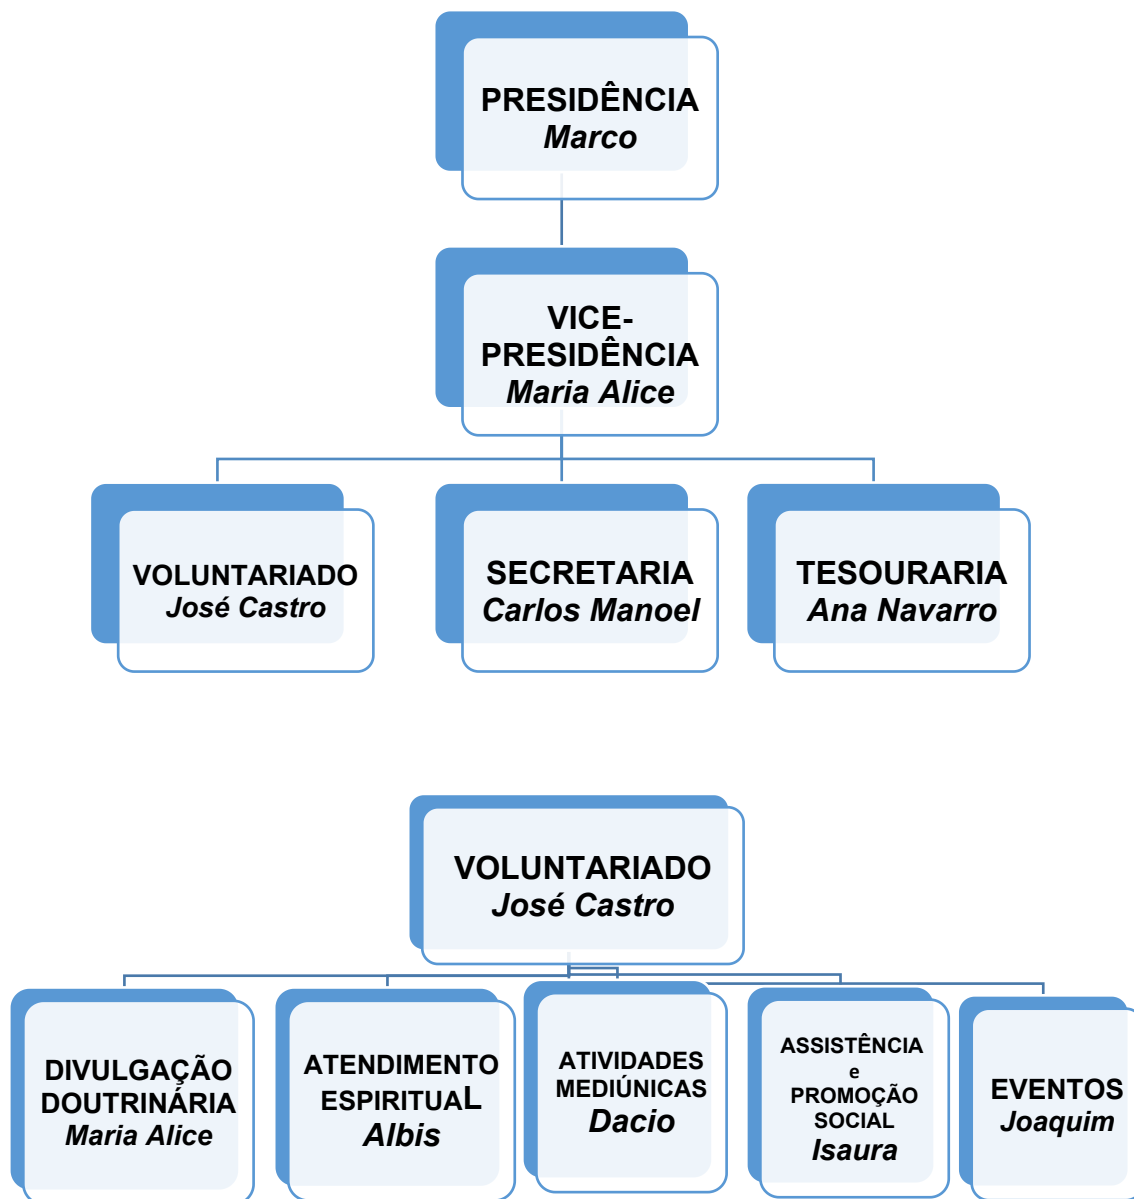 PRESIDÊNCIA
Marco
VICE-
PRESIDÊNCIA
Maria Alice
VOLUNTARIADO
José Castro
SECRETARIA
Carlos Manoel
TESOURARIA
Ana Navarro
VOLUNTARIADO
José Castro
DIVULGAÇÃO
DOUTRINÁRIA
Maria Alice
ATENDIMENTO
ESPIRITUAL
Albis
ATIVIDADES
MEDIÚNICAS
Dacio
ASSISTÊNCIA
e
PROMOÇÃO
SOCIAL
Isaura
EVENTOS
Joaquim